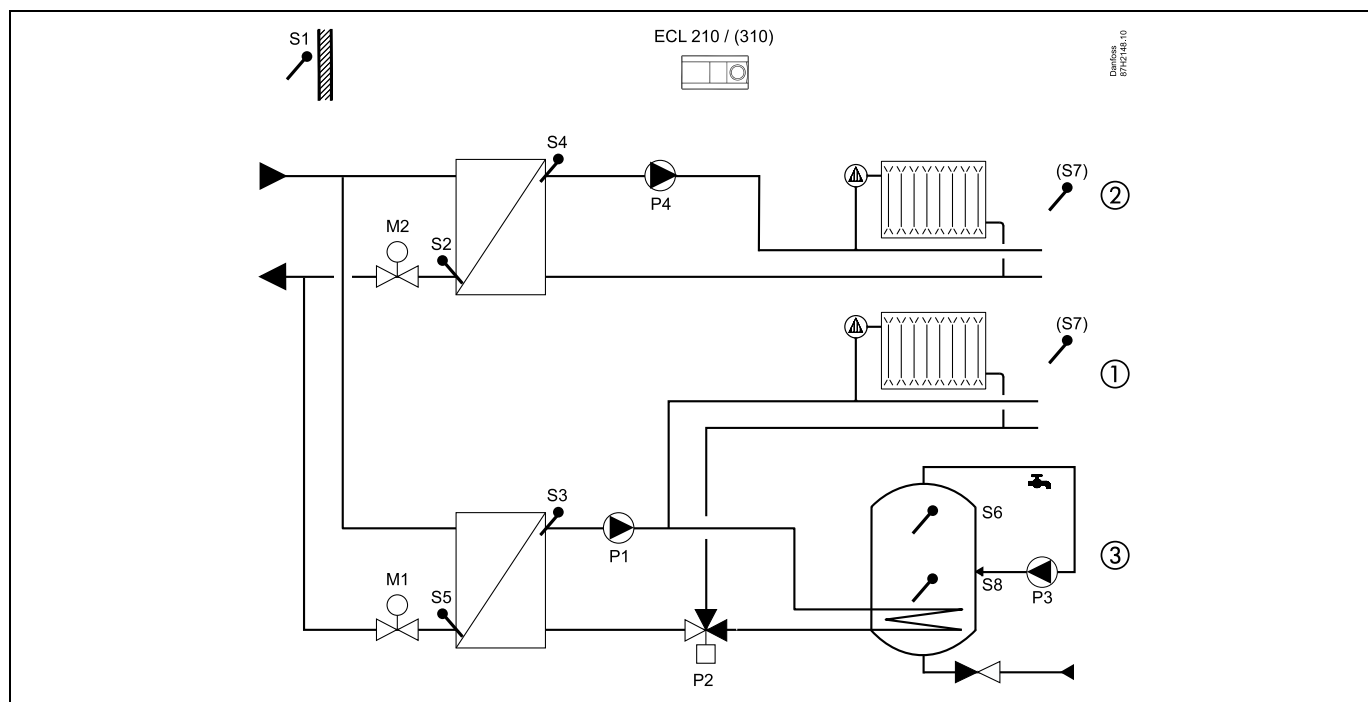 S1
ECL 210 / (310)
Danfoss
87H2148.10
S4
(S7)
2
P4
M2
S2
(S7)
1
S3
S6
P1
3
M1
S5
S8
P3
P2